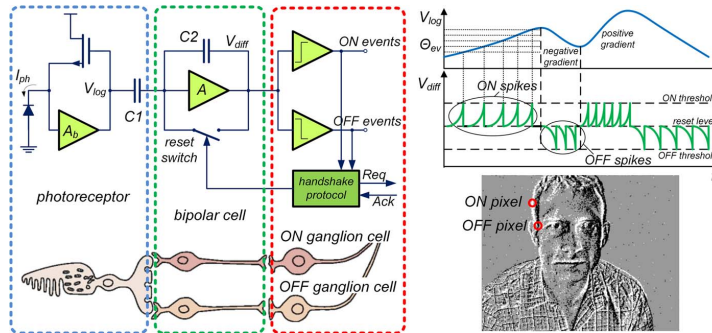 I_ph
V_log
A_b
C1
photoreceptor
C2
V_diff
A
reset
switch
bipolar cell
ON events
OFF events
handshake
protocol
Req
Ack
ON ganglion cell
OFF ganglion cell
V_log
Θ_ev
negative
gradient
positive
gradient
V_diff
ON spikes
ON threshol
reset leve
OFF spikes
OFF thresho
ON pixel
OFF pixel